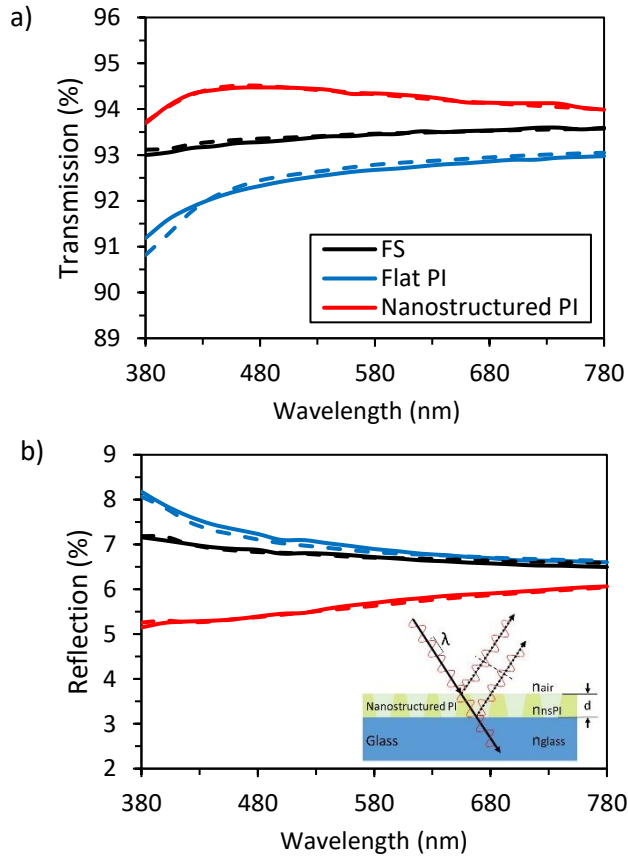 a)
96
95
94
93
92
91
90
89
Transmission (%)
FS
Flat PI
Nanostructured PI
380 480 580 680 780
Wavelength (nm)
b)
9
8
7
6
5
4
3
2
Reflection (%)
λ
nair
Nanostructured PI
nnsPI
d
Glass
nglass
380 480 580 680 780
Wavelength (nm)